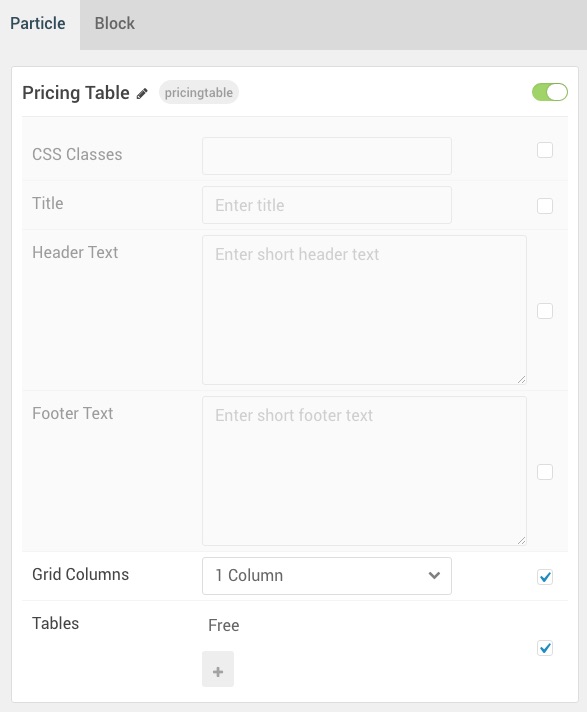 Particle Block
Pricing Table pricingtable
CSS Classes
Title Enter title
Header Text Enter short header text
Footer Text Enter short footer text
Grid Columns 1 Column
Tables Free
+